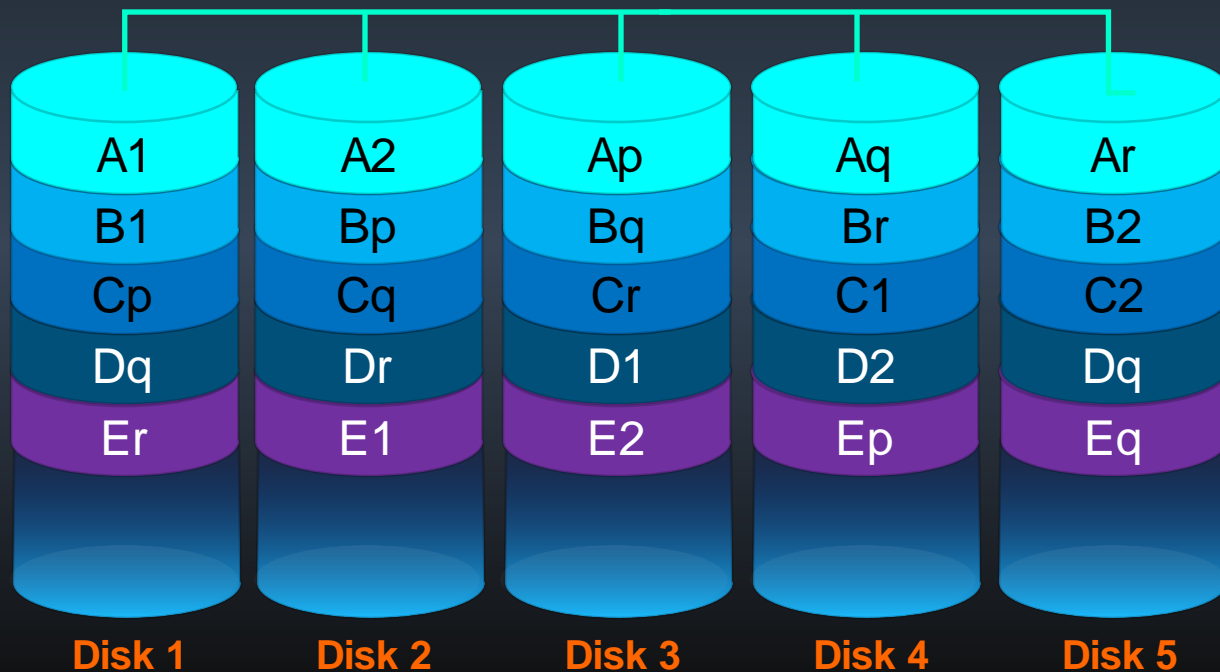 A1 A2 Ap Aq Ar
B1 Bp Bq Br B2
Cp Cq Cr C1 C2
Dq Dr D1 D2 Dq
Er E1 E2 Ep Eq
Disk 1 Disk 2 Disk 3 Disk 4 Disk 5